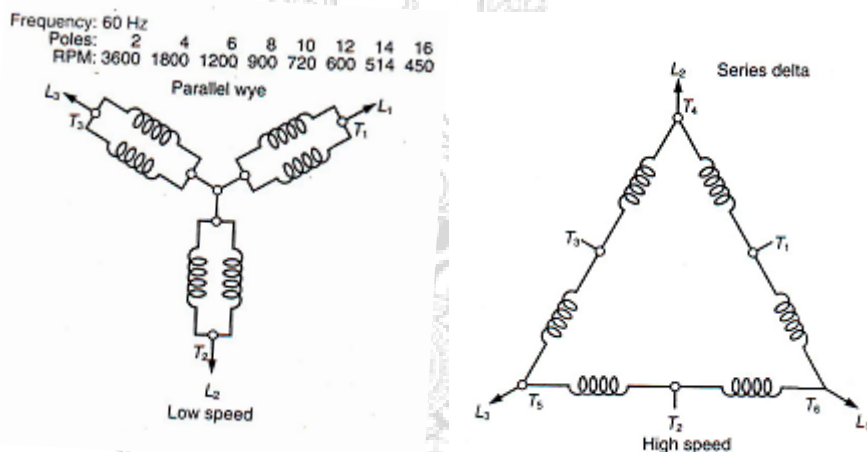 Frequency: 60 Hz
Poles: 2 4 6 8 10 12 14 16
RPM: 3600 1800 1200 900 720 600 514 450
Parallel wye
L3
T3
L1
T1
T2
L2
Low speed
Series delta
L2
T4
T3
T1
L3
T5
T2
T6
L
High speed